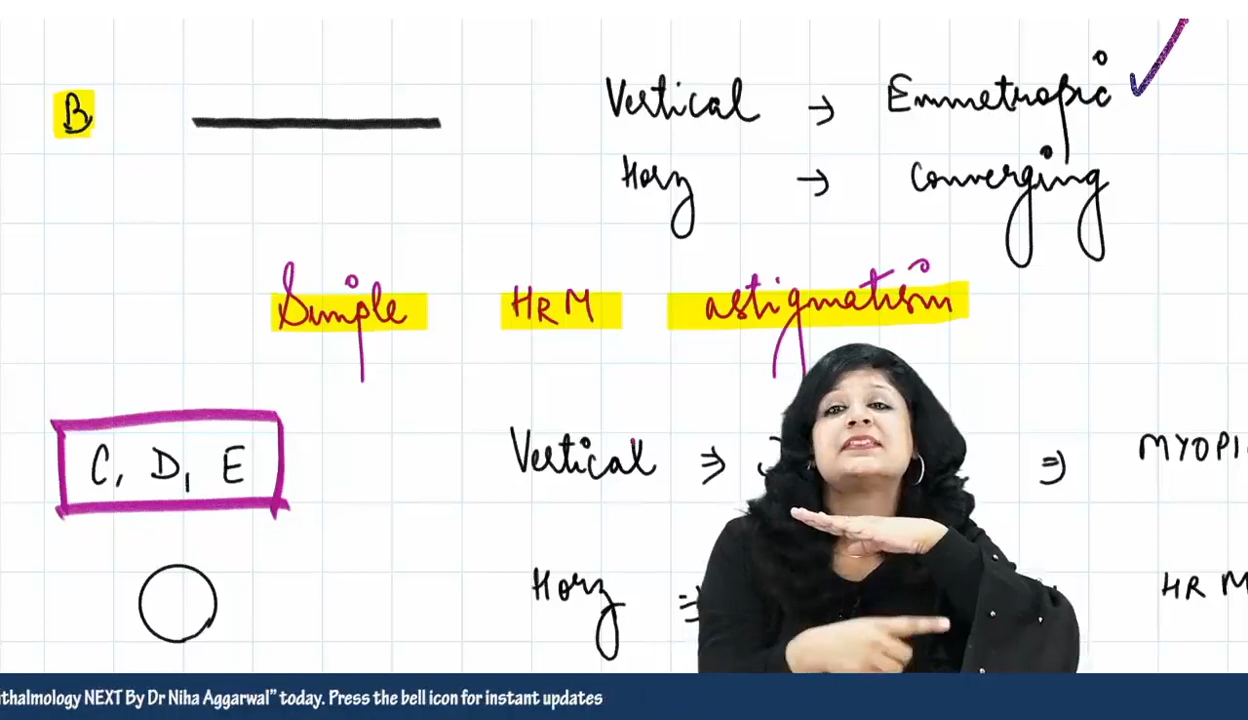 B
Vertical → Emmetropic ✓
Horz → Converging
Simple HRM astigmatism
C, D, E
Vertical ⇒ ⇒ MYOPI
Horz ⇒ HRM
thalmology NEXT By Dr Niha Aggarwal” today. Press the bell icon for instant updates